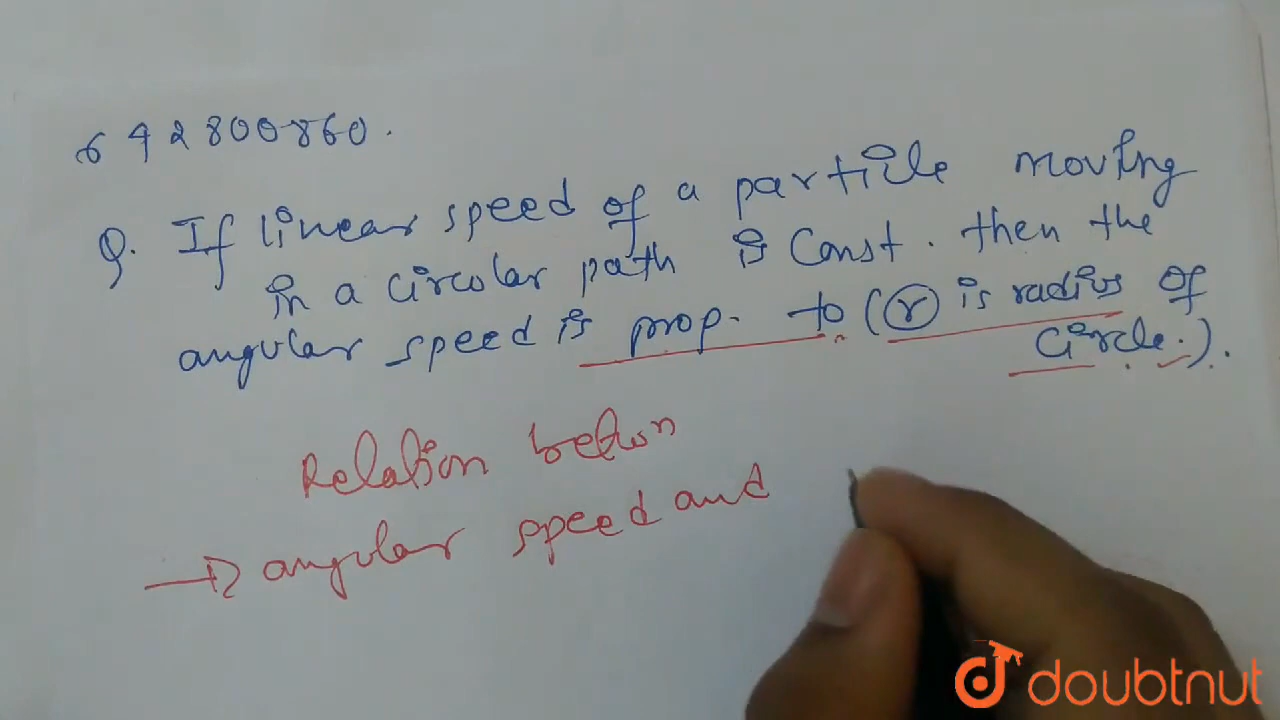 642800860.
Q. If linear speed of a particle moving
in a circular path is Const. then the
angular speed is prop. to (r is radius of
Circle.).
Relation
angular speed and
doubtnut